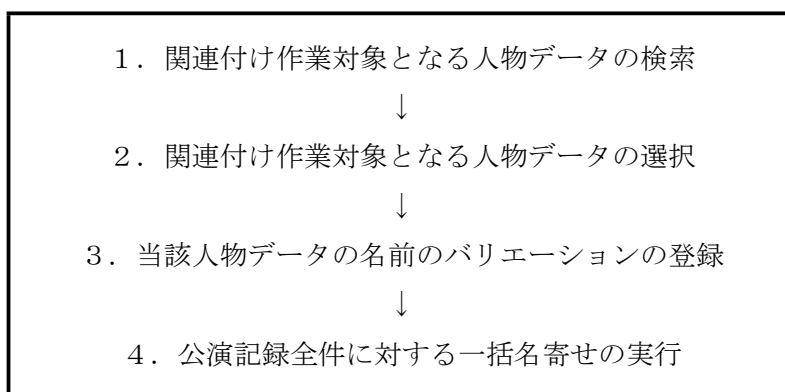 １．関連付け作業対象となる人物データの検索
↓
２．関連付け作業対象となる人物データの選択
↓
３．当該人物データの名前のバリエーションの登録
↓
４．公演記録全件に対する一括名寄せの実行